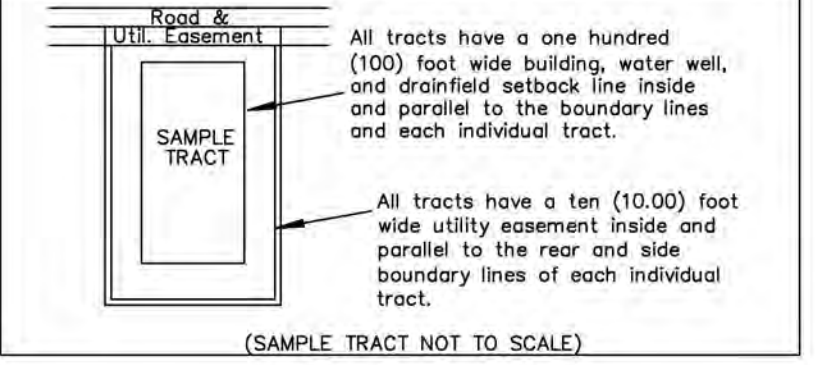 Road &
Util. Easement
All tracts have a one hundred
(100) foot wide building, water well,
and drainfield setback line inside
and parallel to the boundary lines
and each individual tract.
SAMPLE
TRACT
All tracts have a ten (10.00) foot
wide utility easement inside and
parallel to the rear and side
boundary lines of each individual
tract.
(SAMPLE TRACT NOT TO SCALE)